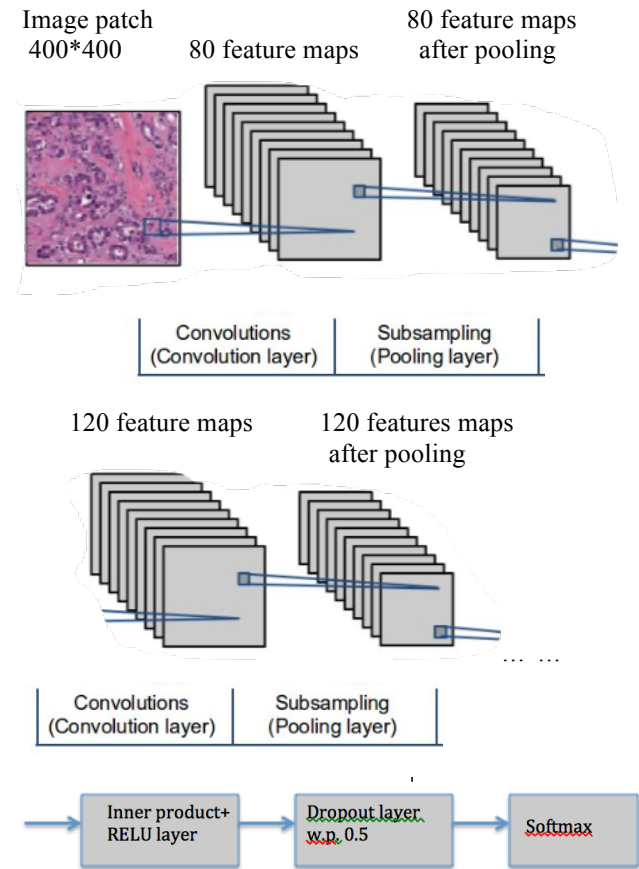 Image patch
400*400
80 feature maps
80 feature maps
after pooling
Convolutions
(Convolution layer)
Subsampling
(Pooling layer)
120 feature maps
120 features maps
after pooling
... ...
Convolutions
(Convolution layer)
Subsampling
(Pooling layer)
Inner product+
RELU layer
Dropout layer
w.p. 0.5
Softmax